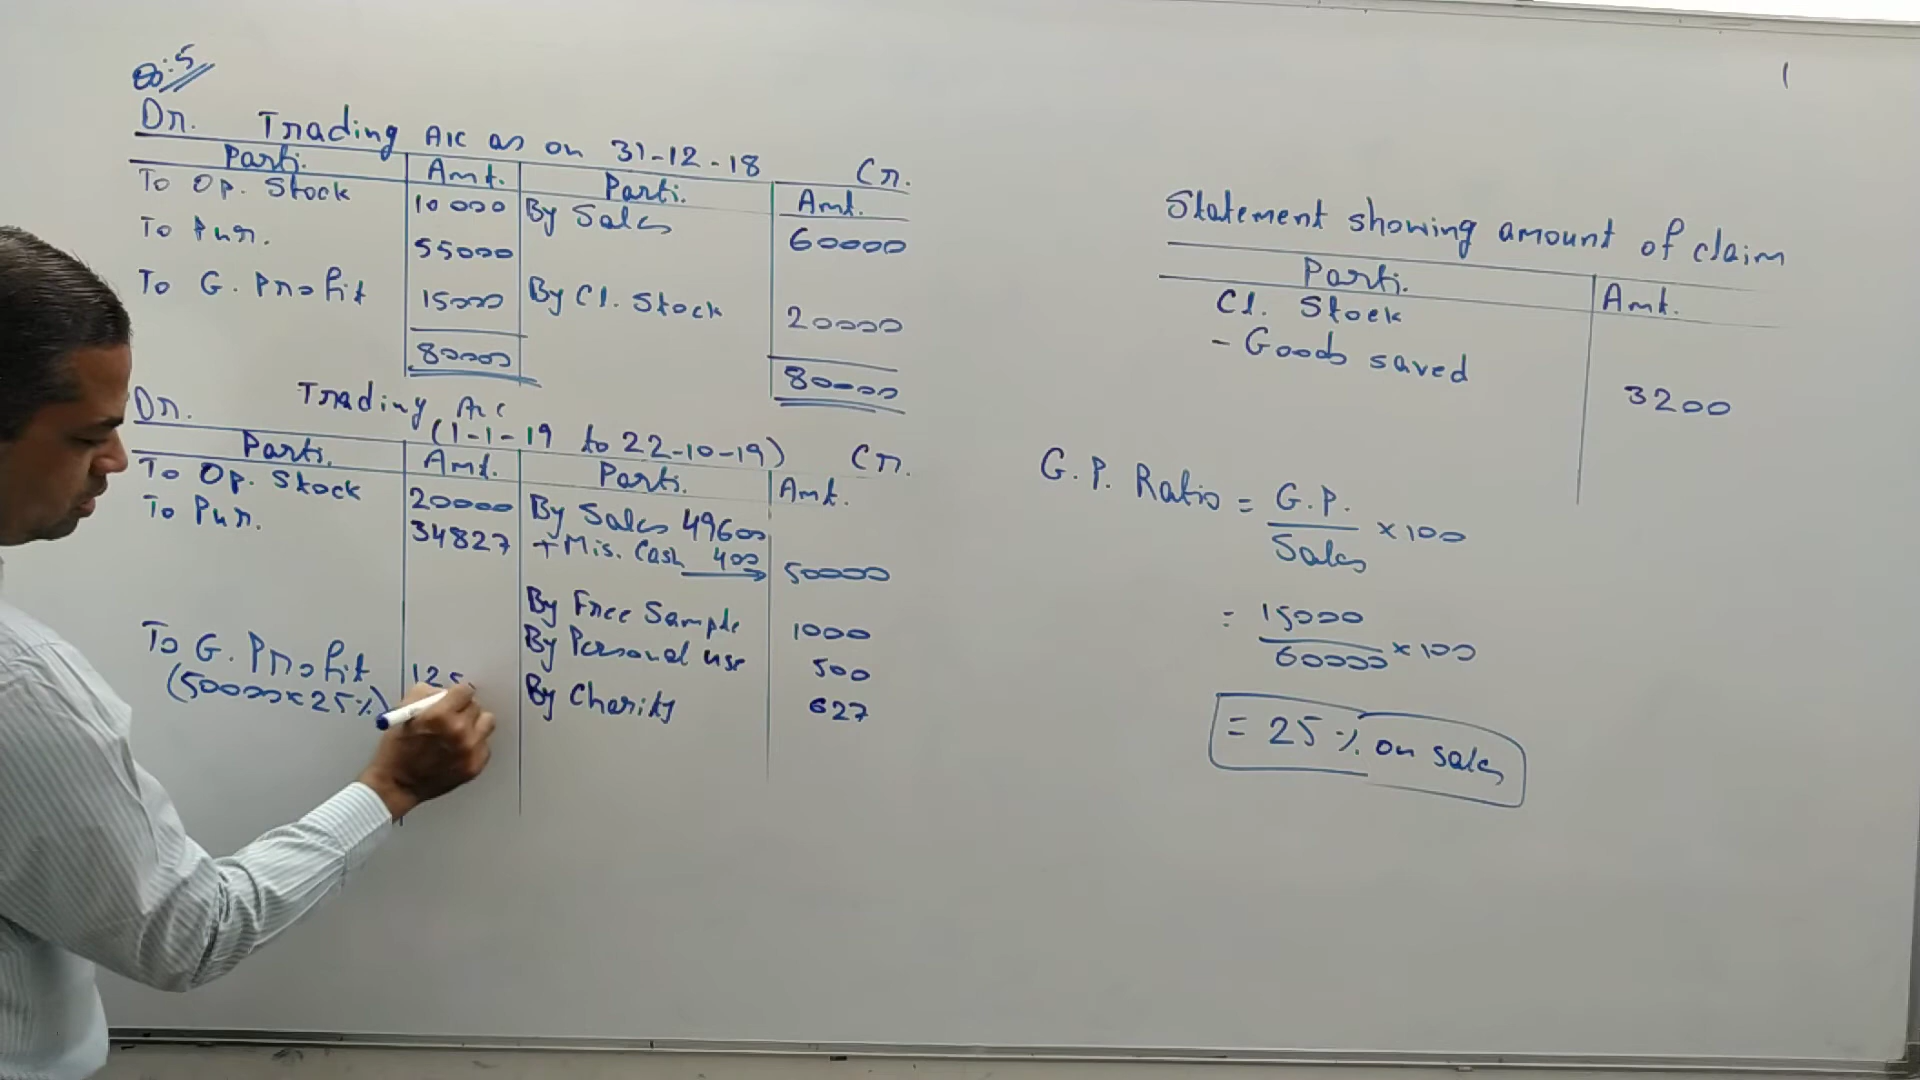 Q: 5
Dr. Trading A/c as on 31-12-18 Cr.
Parti. Amt. Parti. Amt.
To Op. Stock 10000 By Sales 60000
To Pur. 55000
To G. Profit 15000 By Cl. Stock 20000
80000 80000
Dr. Trading A/c Cr.
(1-1-19 to 22-10-19)
Parti. Amt. Parti. Amt.
To Op. Stock 20000 By Sales 49600
To Pur. 34827 + Mis. Cash 400 50000
By Free Sample 1000
By Personal use 500
To G. Profit 125 By Charity 627
(50000x25%)
Statement showing amount of claim
Parti. Amt.
Cl. Stock
- Goods saved 3200
G.P. Ratio = G.P. / Sales x 100
= 15000 / 60000 x 100
= 25 % on sales
1